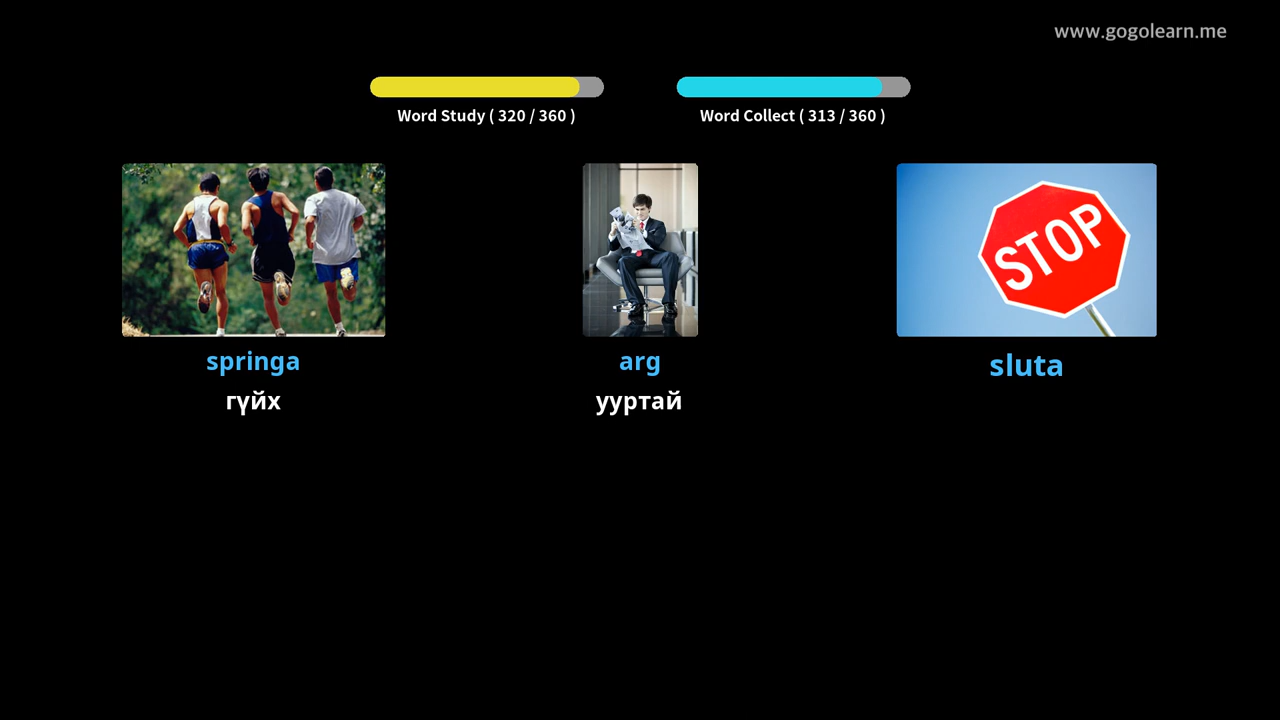 www.gogolearn.me
Word Study ( 320 / 360 )
Word Collect ( 313 / 360 )
STOP
springa
arg
sluta
гүйх
ууртай